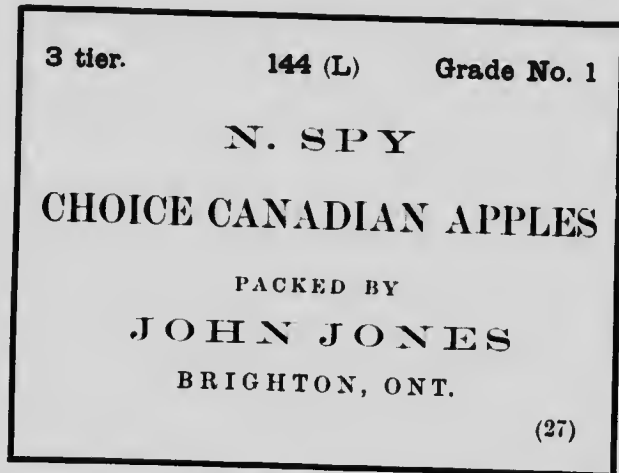 3 tier. 144 (L) Grade No. 1
N. SPY
CHOICE CANADIAN APPLES
PACKED BY
JOHN JONES
BRIGHTON, ONT.
(27)